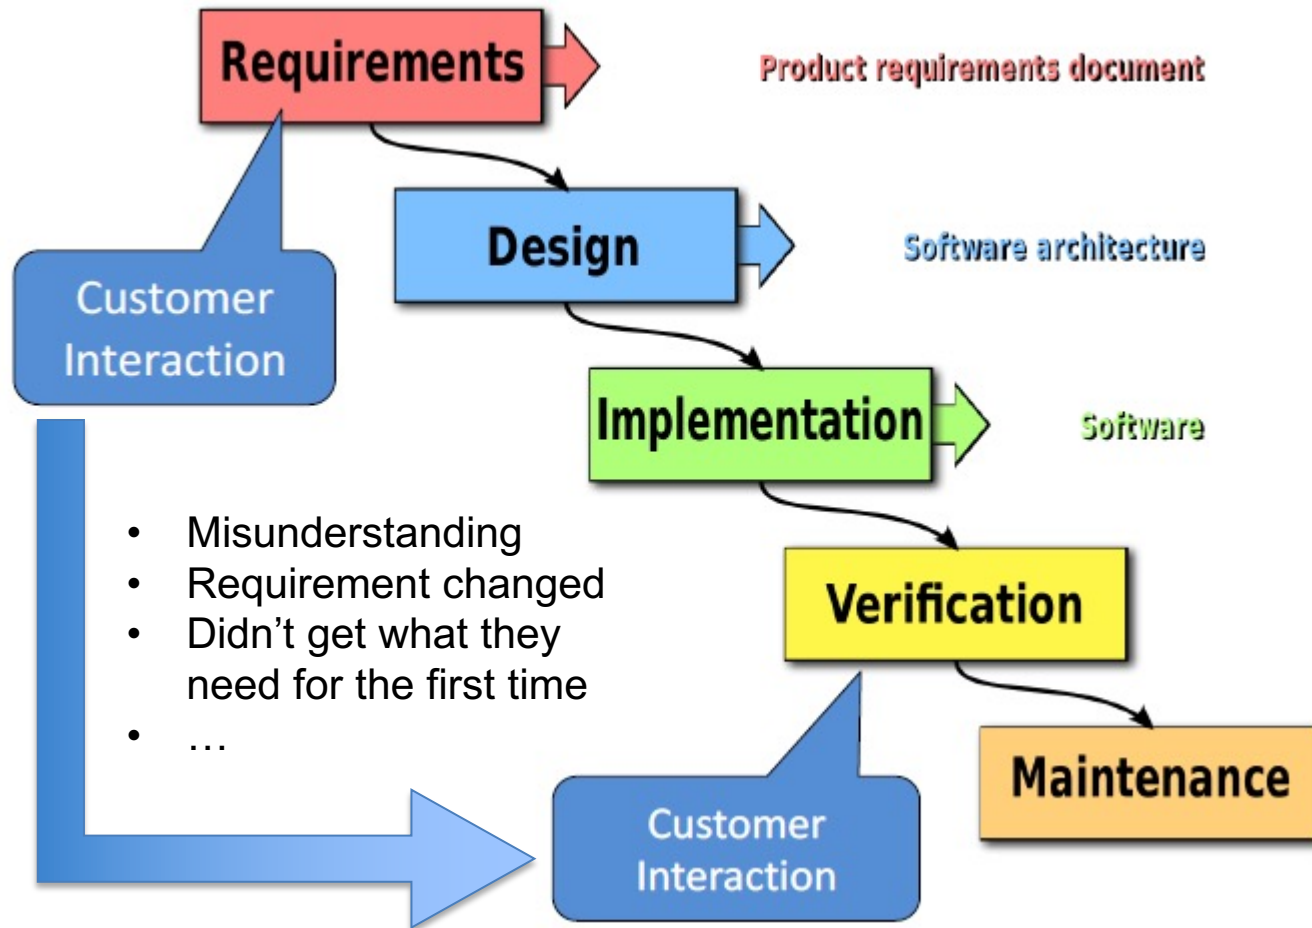 Requirements
Product requirements document
Design
Software architecture
Customer
Interaction
Implementation
Software
• Misunderstanding
• Requirement changed
• Didn’t get what they
need for the first time
• …
Verification
Maintenance
Customer
Interaction